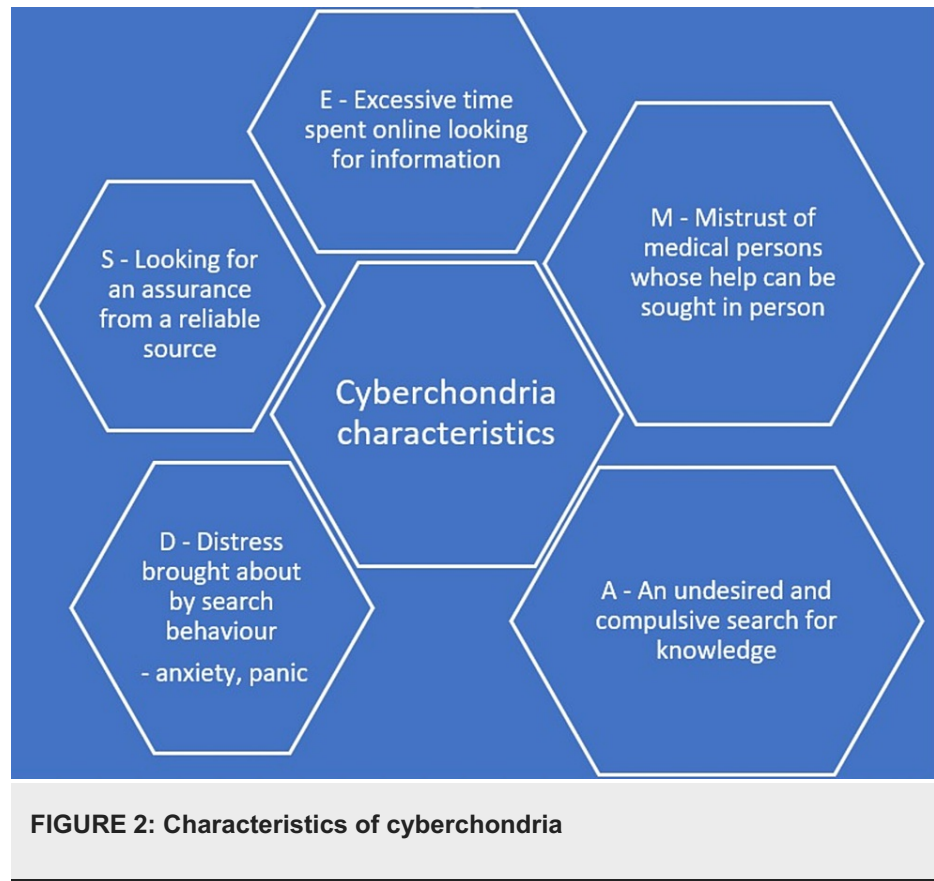 E - Excessive time
spent online looking
for information
M - Mistrust of
medical persons
whose help can be
sought in person
S - Looking for
an assurance
from a reliable
source
Cyberchondria
characteristics
D - Distress
brought about
by search
behaviour
- anxiety, panic
A - An undesired and
compulsive search for
knowledge
FIGURE 2: Characteristics of cyberchondria